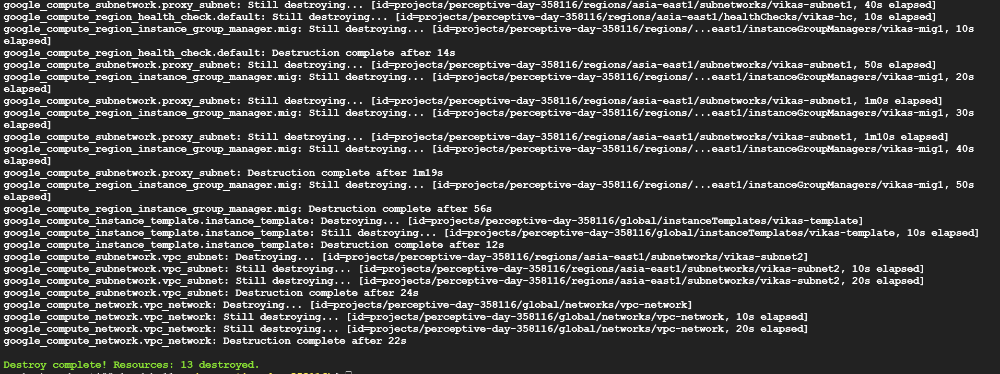 google_compute_subnetwork.proxy_subnet: Still destroying... [id=projects/perceptive-day-358116/regions/asia-east1/subnetworks/vikas-subnet1, 40s elapsed]
google_compute_region_health_check.default: Still destroying... [id=projects/perceptive-day-358116/regions/asia-east1/healthChecks/vikas-hc, 10s elapsed]
google_compute_region_instance_group_manager.mig: Still destroying... [id=projects/perceptive-day-358116/regions/...east1/instanceGroupManagers/vikas-mig1, 10s
elapsed]
google_compute_region_health_check.default: Destruction complete after 14s
google_compute_subnetwork.proxy_subnet: Still destroying... [id=projects/perceptive-day-358116/regions/asia-east1/subnetworks/vikas-subnet1, 50s elapsed]
google_compute_region_instance_group_manager.mig: Still destroying... [id=projects/perceptive-day-358116/regions/...east1/instanceGroupManagers/vikas-mig1, 20s
elapsed]
google_compute_subnetwork.proxy_subnet: Still destroying... [id=projects/perceptive-day-358116/regions/asia-east1/subnetworks/vikas-subnet1, 1m0s elapsed]
google_compute_region_instance_group_manager.mig: Still destroying... [id=projects/perceptive-day-358116/regions/...east1/instanceGroupManagers/vikas-mig1, 30s
elapsed]
google_compute_subnetwork.proxy_subnet: Still destroying... [id=projects/perceptive-day-358116/regions/asia-east1/subnetworks/vikas-subnet1, 1m10s elapsed]
google_compute_region_instance_group_manager.mig: Still destroying... [id=projects/perceptive-day-358116/regions/...east1/instanceGroupManagers/vikas-mig1, 40s
elapsed]
google_compute_subnetwork.proxy_subnet: Destruction complete after 1m19s
google_compute_region_instance_group_manager.mig: Still destroying... [id=projects/perceptive-day-358116/regions/...east1/instanceGroupManagers/vikas-mig1, 50s
elapsed]
google_compute_region_instance_group_manager.mig: Destruction complete after 56s
google_compute_instance_template.instance_template: Destroying... [id=projects/perceptive-day-358116/global/instanceTemplates/vikas-template]
google_compute_instance_template.instance_template: Still destroying... [id=projects/perceptive-day-358116/global/instanceTemplates/vikas-template, 10s elapsed]
google_compute_instance_template.instance_template: Destruction complete after 12s
google_compute_subnetwork.vpc_subnet: Destroying... [id=projects/perceptive-day-358116/regions/asia-east1/subnetworks/vikas-subnet2]
google_compute_subnetwork.vpc_subnet: Still destroying... [id=projects/perceptive-day-358116/regions/asia-east1/subnetworks/vikas-subnet2, 10s elapsed]
google_compute_subnetwork.vpc_subnet: Still destroying... [id=projects/perceptive-day-358116/regions/asia-east1/subnetworks/vikas-subnet2, 20s elapsed]
google_compute_subnetwork.vpc_subnet: Destruction complete after 24s
google_compute_network.vpc_network: Destroying... [id=projects/perceptive-day-358116/global/networks/vpc-network]
google_compute_network.vpc_network: Still destroying... [id=projects/perceptive-day-358116/global/networks/vpc-network, 10s elapsed]
google_compute_network.vpc_network: Still destroying... [id=projects/perceptive-day-358116/global/networks/vpc-network, 20s elapsed]
google_compute_network.vpc_network: Destruction complete after 22s
Destroy complete! Resources: 13 destroyed.